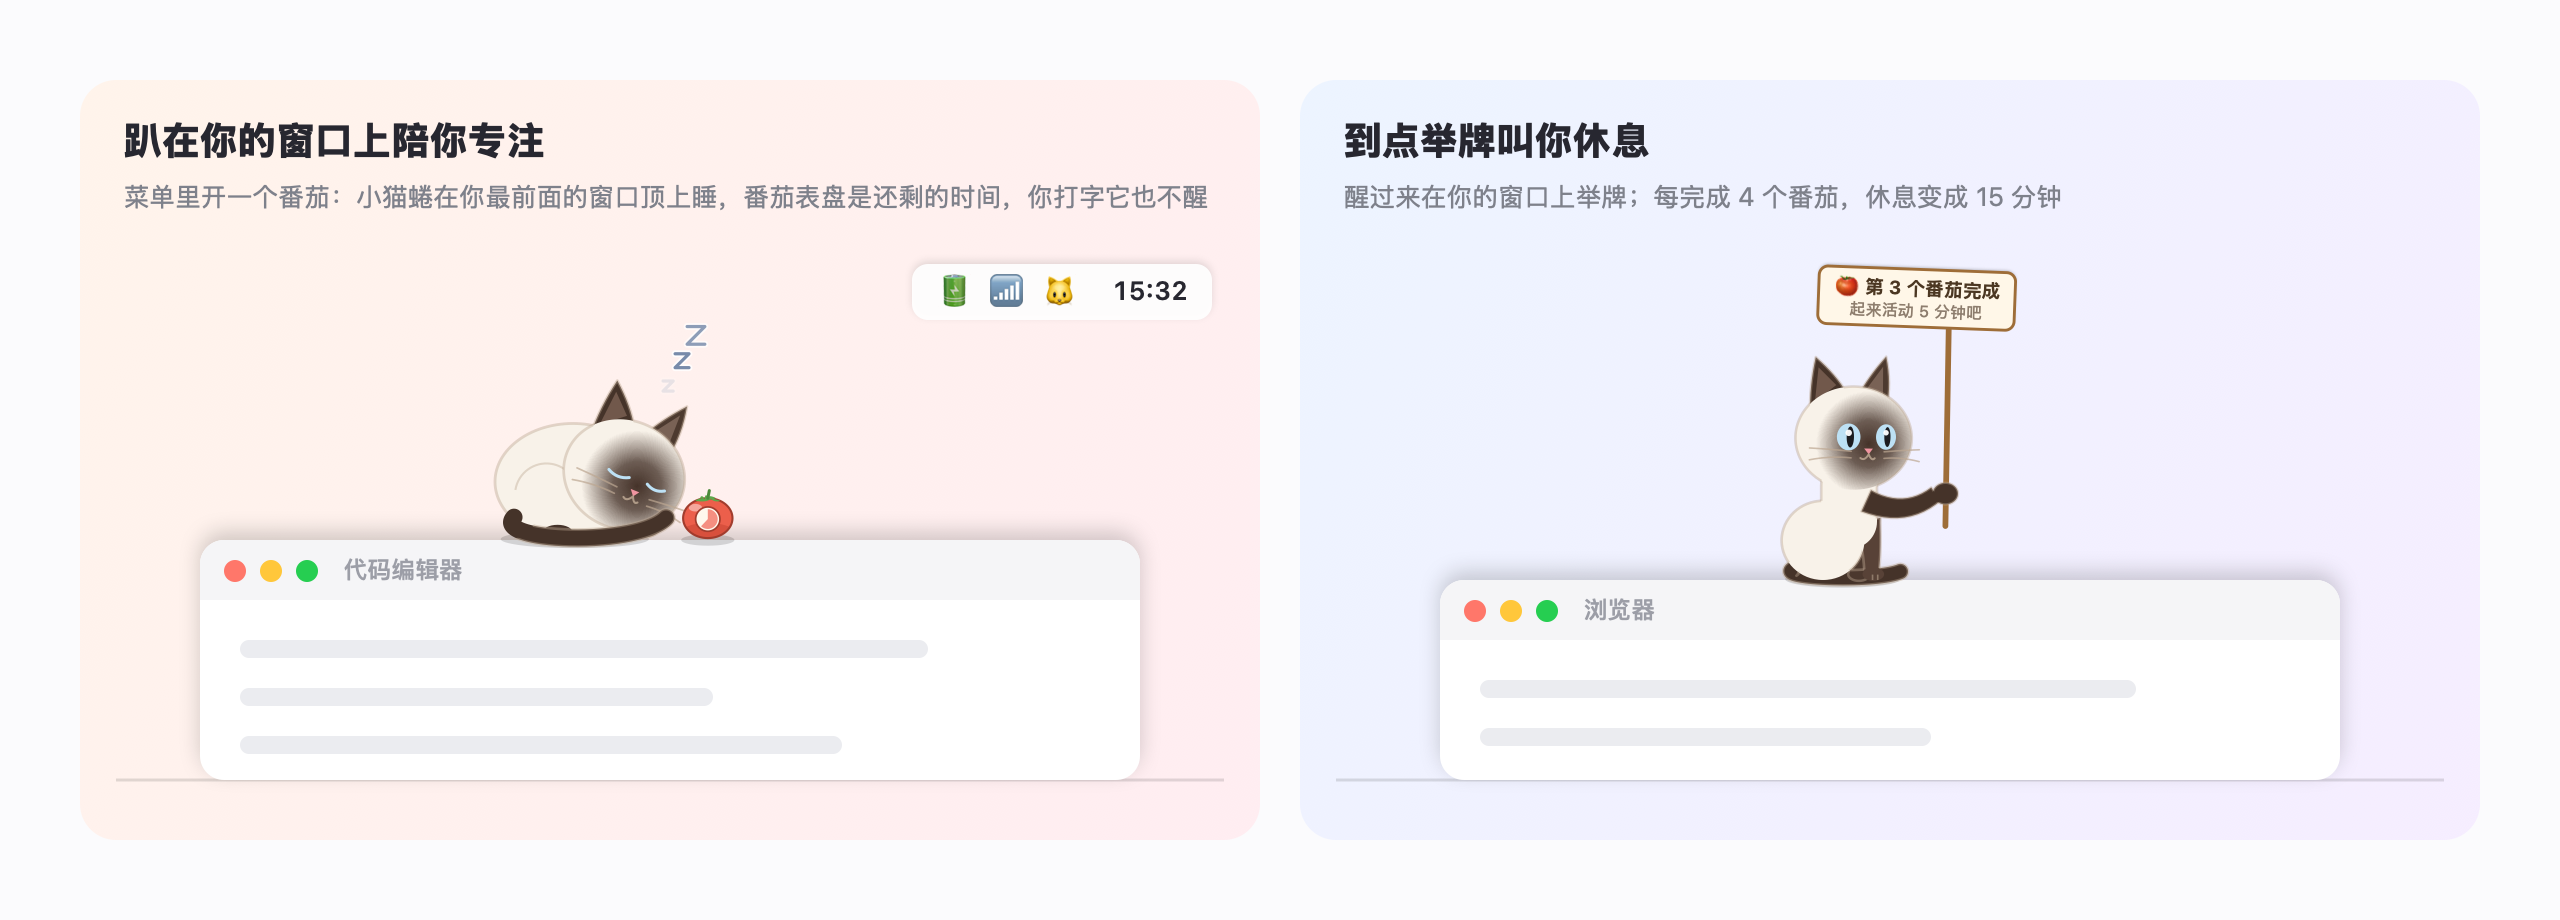 趴在你的窗口上陪你专注
菜单里开一个番茄：小猫蜷在你最前面的窗口顶上睡，番茄表盘是还剩的时间，你打字它也不醒
15:32
z
z
z
代码编辑器
到点举牌叫你休息
醒过来在你的窗口上举牌；每完成 4 个番茄，休息变成 15 分钟
第 3 个番茄完成
起来活动 5 分钟吧
浏览器